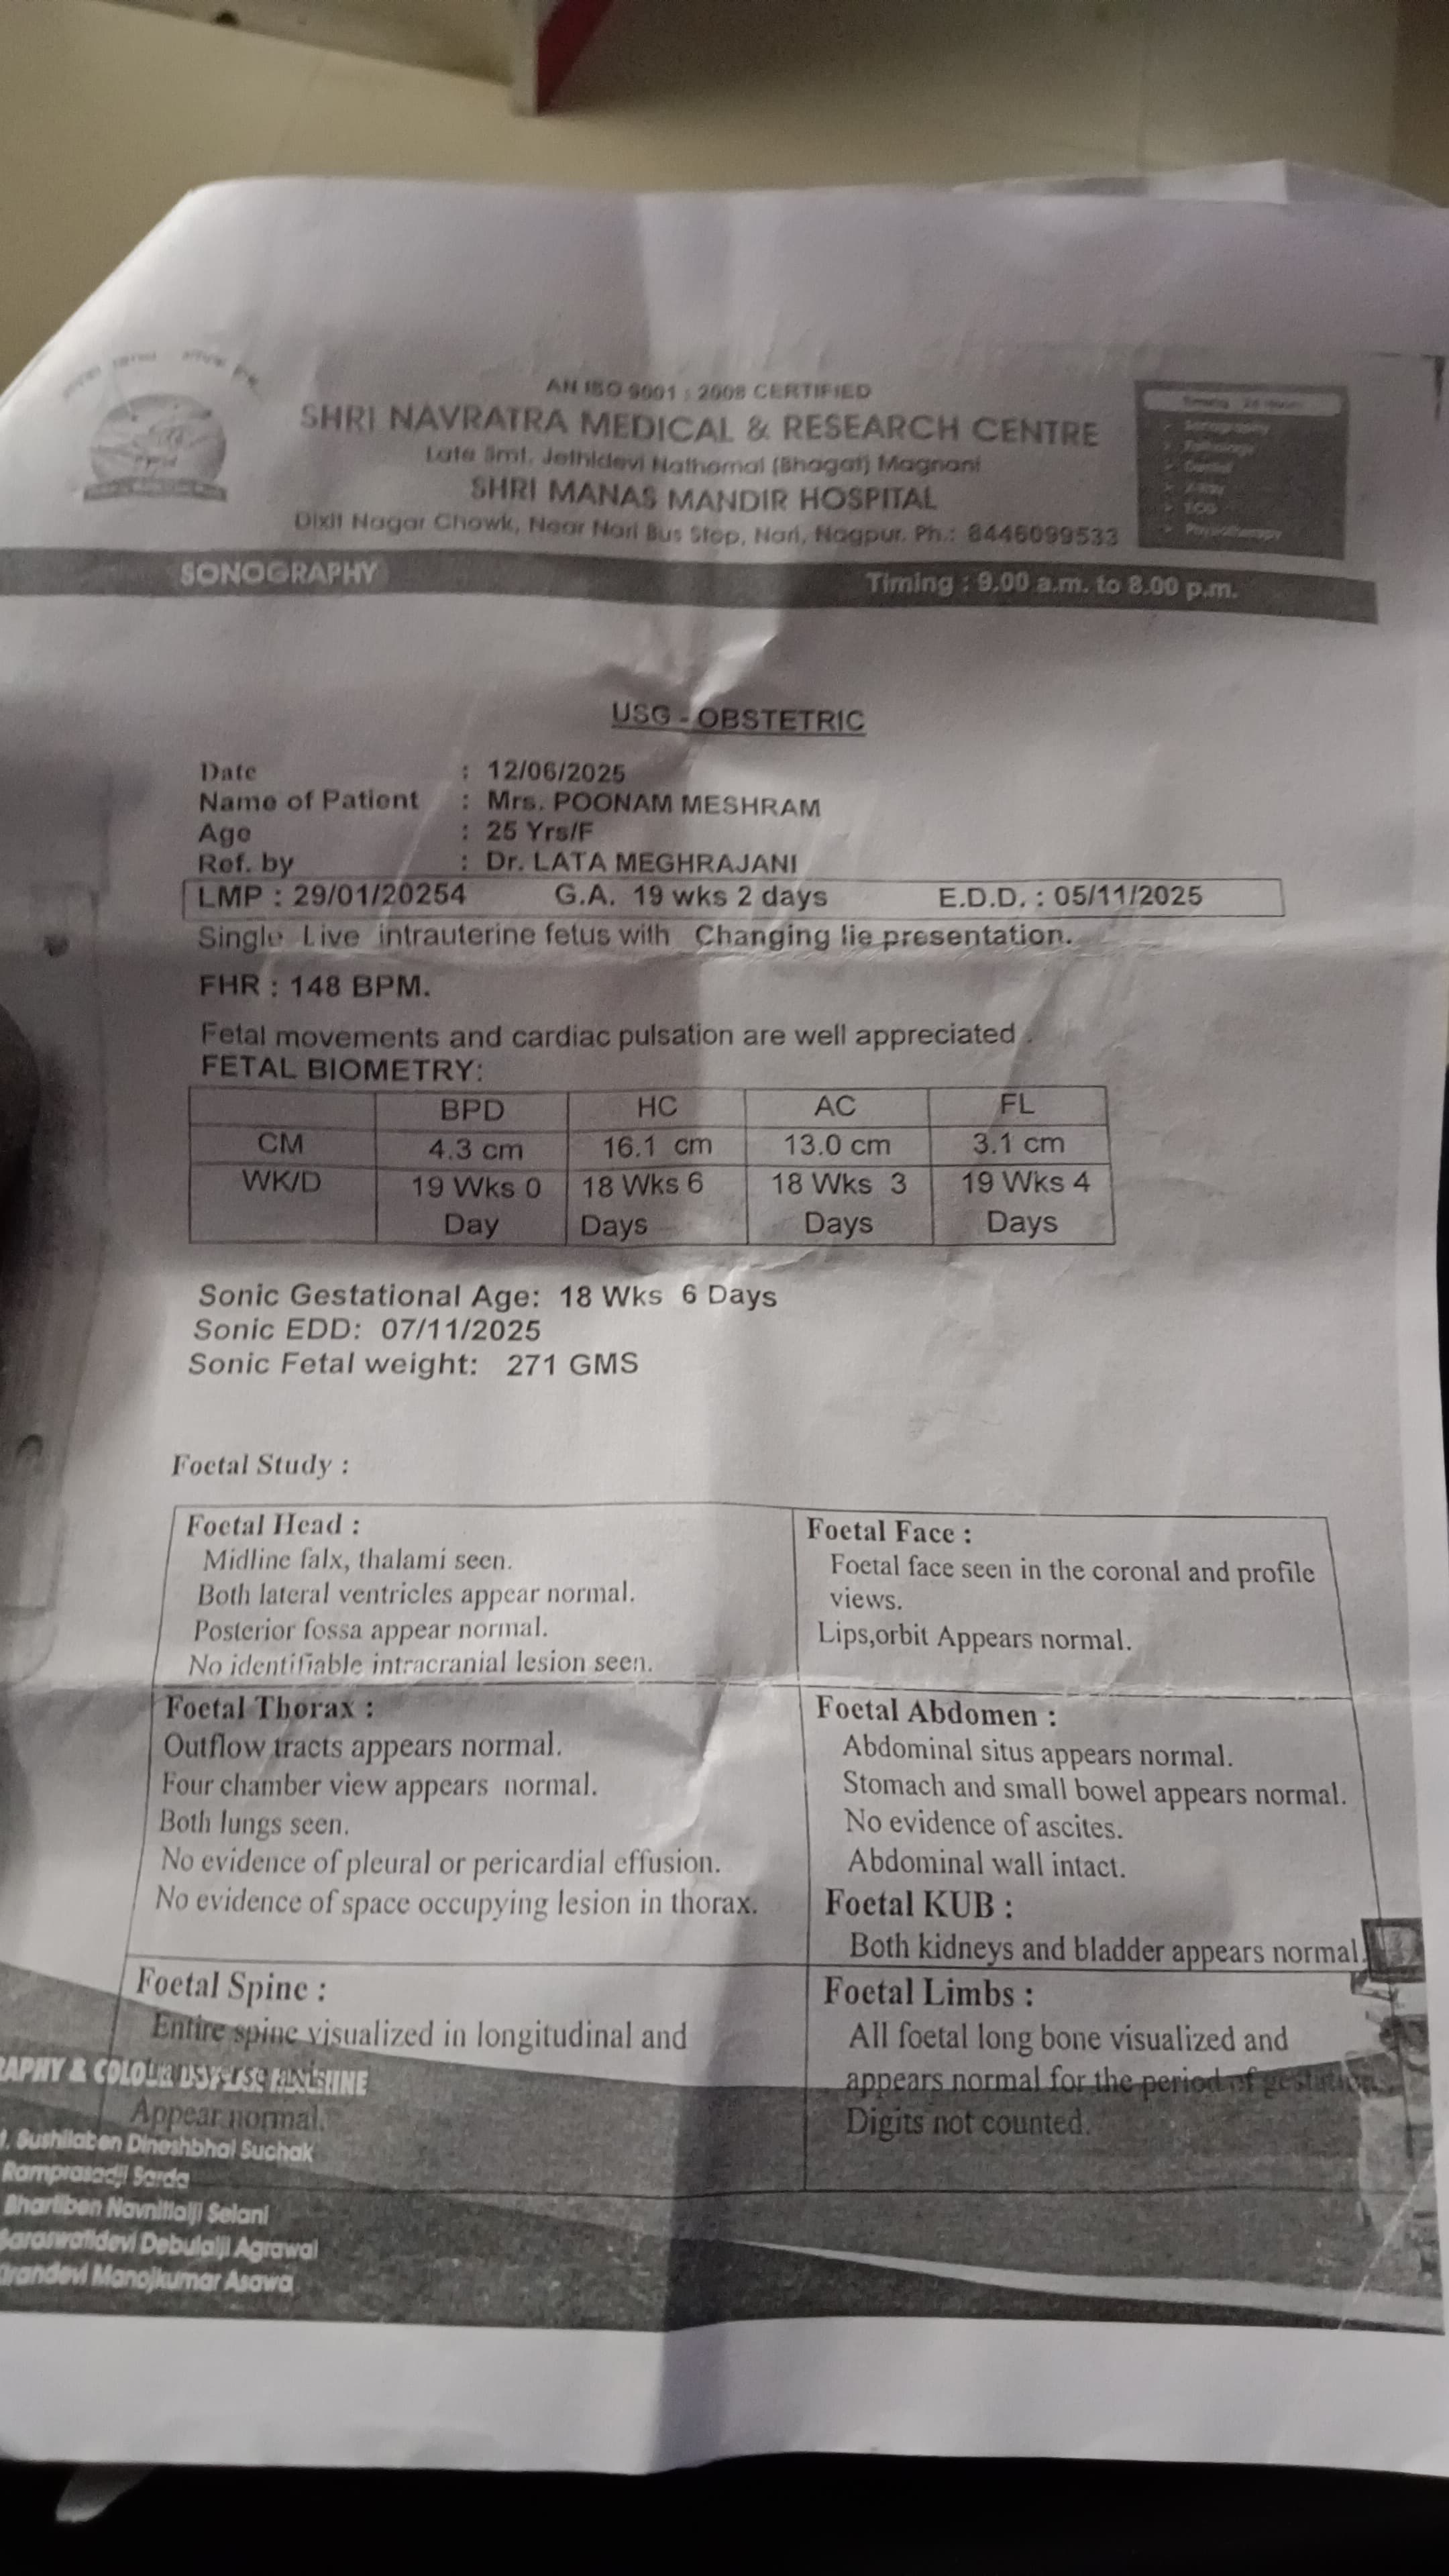 AN ISO 9001 : 2008 CERTIFIED
SHRI NAVRATRA MEDICAL & RESEARCH CENTRE
Late Smt. Jethidevi Nathomal (Bhagat) Magnani
SHRI MANAS MANDIR HOSPITAL
Dixit Nagar Chowk, Near Nari Bus Stop, Nari, Nagpur. Ph.: 8446099533
Sonography
Dental
X-RAY
ECG
Physiotherapy
SONOGRAPHY Timing : 9.00 a.m. to 8.00 p.m.
USG - OBSTETRIC
Date : 12/06/2025
Name of Patient : Mrs. POONAM MESHRAM
Age : 25 Yrs/F
Ref. by : Dr. LATA MEGHRAJANI
LMP : 29/01/20254 G.A. 19 wks 2 days E.D.D. : 05/11/2025
Single Live intrauterine fetus with Changing lie presentation.
FHR : 148 BPM.
Fetal movements and cardiac pulsation are well appreciated .
FETAL BIOMETRY:
BPD HC AC FL
CM 4.3 cm 16.1 cm 13.0 cm 3.1 cm
WK/D 19 Wks 0 Day 18 Wks 6 Days 18 Wks 3 Days 19 Wks 4 Days
Sonic Gestational Age: 18 Wks 6 Days
Sonic EDD: 07/11/2025
Sonic Fetal weight: 271 GMS
Foetal Study :
Foetal Head :
Midline falx, thalami seen.
Both lateral ventricles appear normal.
Posterior fossa appear normal.
No identifiable intracranial lesion seen.
Foetal Face :
Foetal face seen in the coronal and profile
views.
Lips,orbit Appears normal.
Foetal Thorax :
Outflow tracts appears normal.
Four chamber view appears normal.
Both lungs seen.
No evidence of pleural or pericardial effusion.
No evidence of space occupying lesion in thorax.
Foetal Abdomen :
Abdominal situs appears normal.
Stomach and small bowel appears normal.
No evidence of ascites.
Abdominal wall intact.
Foetal KUB :
Both kidneys and bladder appears normal.
Foetal Spine :
Entire spine visualized in longitudinal and
Appear normal.
Foetal Limbs :
All foetal long bone visualized and
appears normal for the period of gestation
Digits not counted.
RAPHY & COLOUR
Sushilaben Dineshbhai Suchak
Ramprasadji Sarda
Bhartiben Navnitlalji Selani
Saraswatidevi Debulalji Agrawal
Manojkumar Asawa